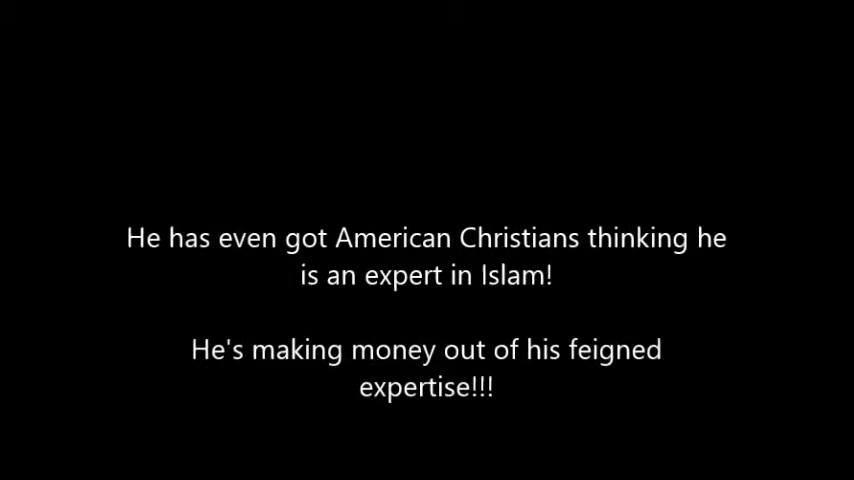 He has even got American Christians thinking he
is an expert in Islam!
He's making money out of his feigned
expertise!!!